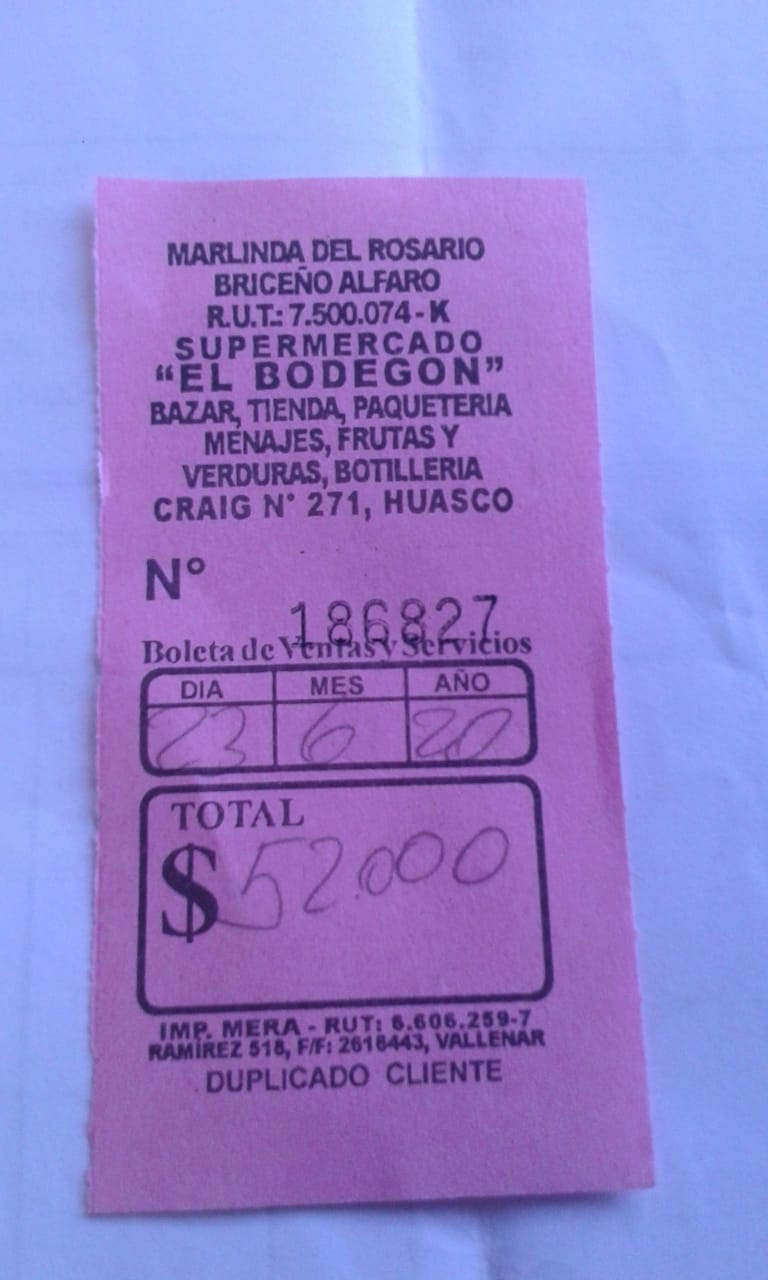 MARLINDA DEL ROSARIO
BRICEÑO ALFARO
R.U.T.: 7.500.074 - K
SUPERMERCADO
“EL BODEGON”
BAZAR, TIENDA, PAQUETERIA
MENAJES, FRUTAS Y
VERDURAS, BOTILLERIA
CRAIG N° 271, HUASCO
N°
186827
Boleta de Ventas y Servicios
DIA MES AÑO
23 6 20
TOTAL
$ 52.000
IMP. MERA - RUT: 6.606.259-7
RAMIREZ 518, F/F: 2616443, VALLENAR
DUPLICADO CLIENTE